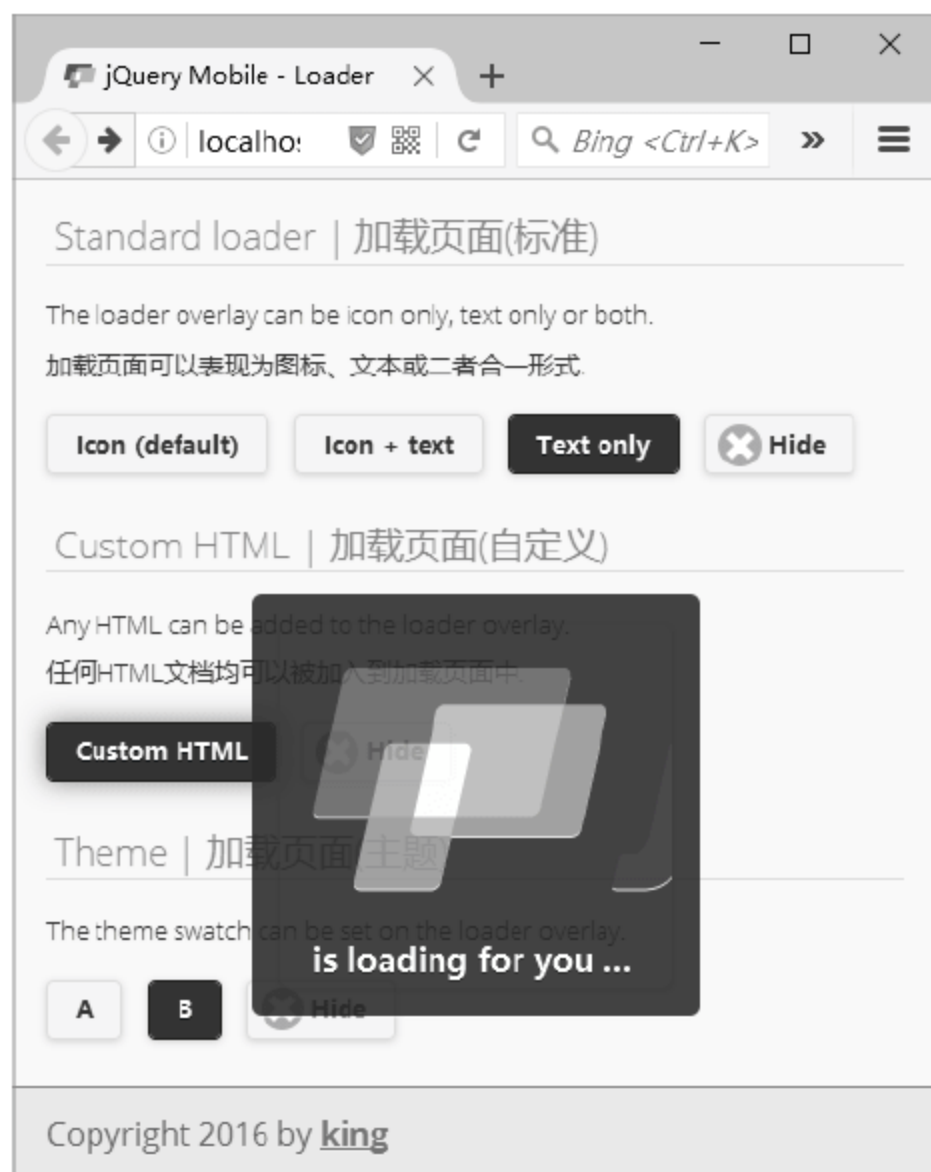 jQuery Mobile - Loader
localhos Bing <Ctrl+K>
Standard loader | 加载页面(标准)
The loader overlay can be icon only, text only or both.
加载页面可以表现为图标、文本或二者合一形式.
Icon (default) Icon + text Text only Hide
Custom HTML | 加载页面(自定义)
Any HTML can be added to the loader overlay.
任何HTML文档均可以被加入到加载页面中.
Custom HTML Hide
Theme | 加载页面(主题)
The theme swatch can be set on the loader overlay.
is loading for you ...
A B Hide
Copyright 2016 by king